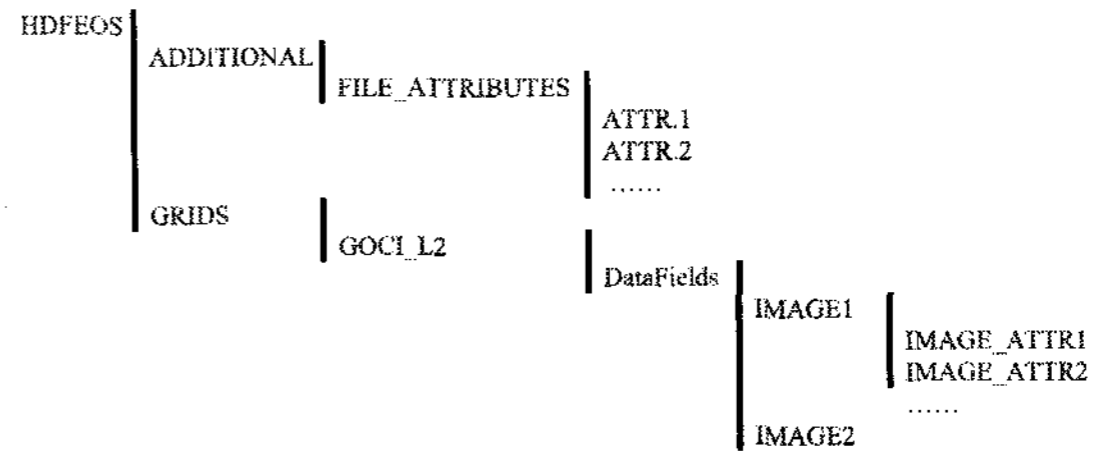 HDFEOS
ADDITIONAL
FILE_ATTRIBUTES
ATTR.1
ATTR.2
......
GRIDS
GOCI_L2
DataFields
IMAGE1
IMAGE_ATTR1
IMAGE_ATTR2
......
IMAGE2